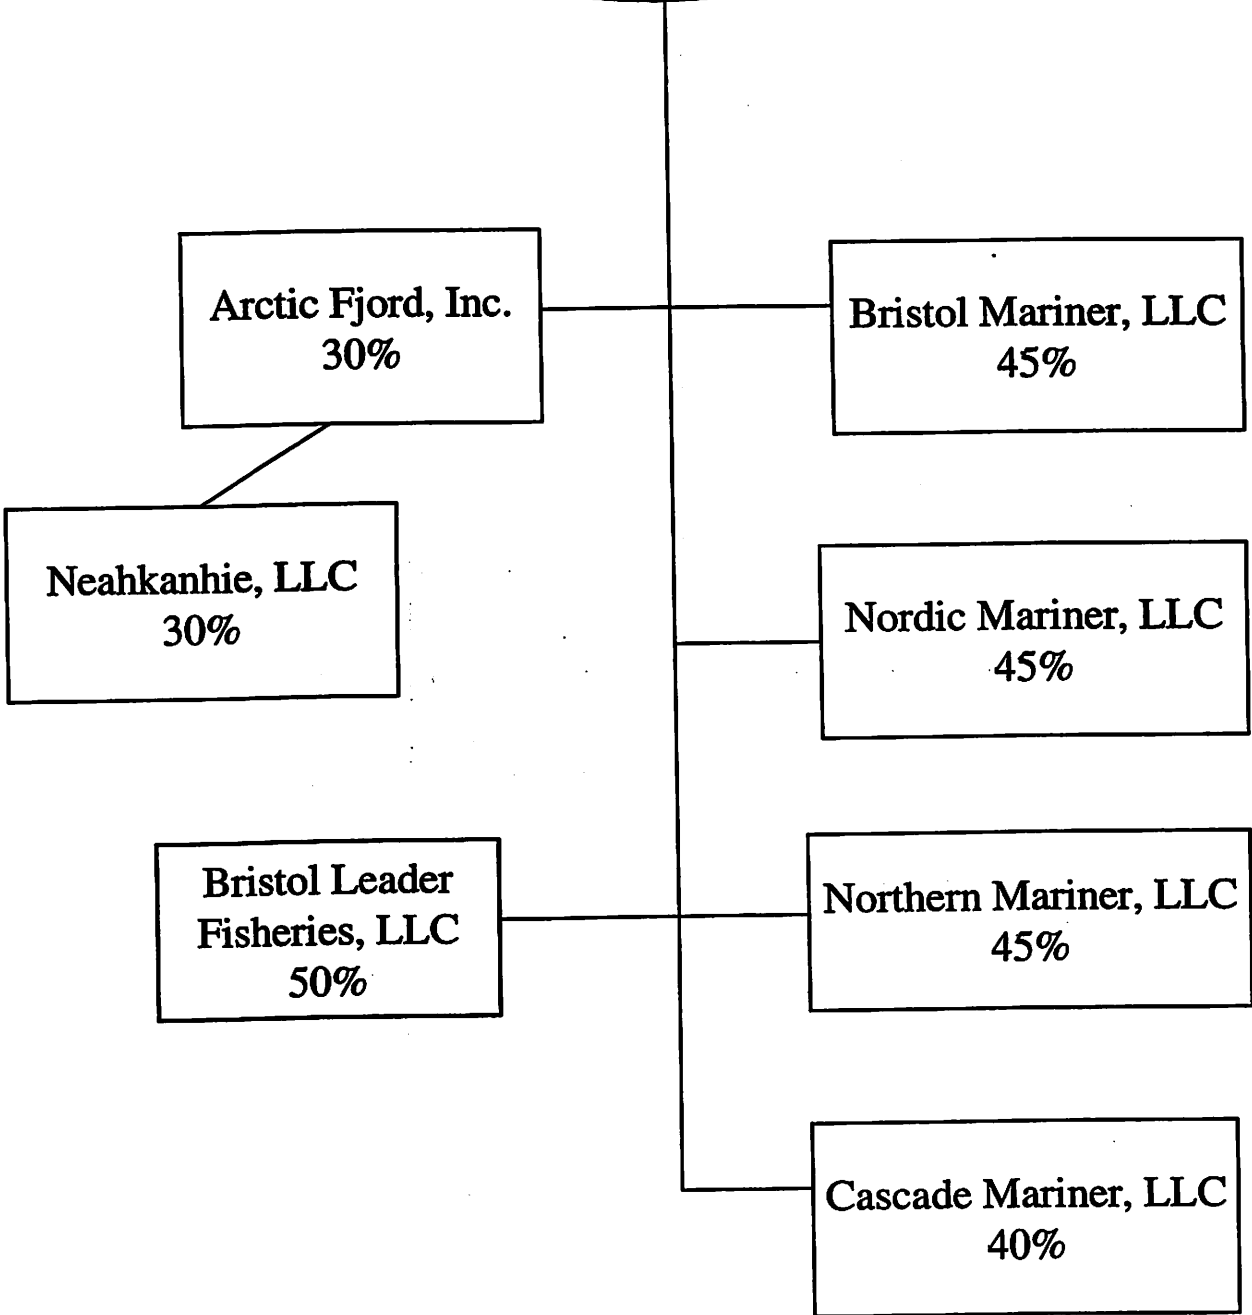 Arctic Fjord, Inc.
30%
Bristol Mariner, LLC
45%
Neahkanhie, LLC
30%
Nordic Mariner, LLC
45%
Bristol Leader
Fisheries, LLC
50%
Northern Mariner, LLC
45%
Cascade Mariner, LLC
40%